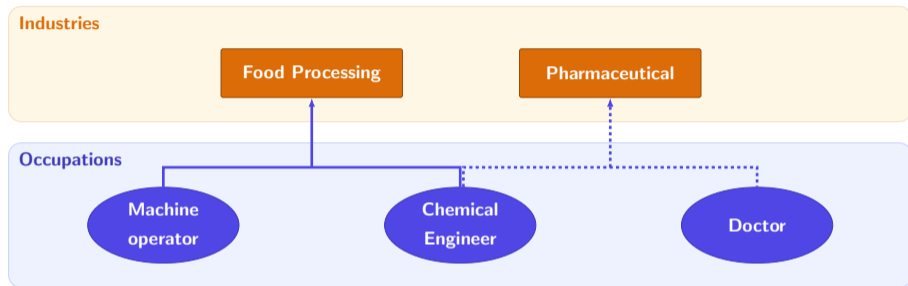 Industries
Food Processing
Pharmaceutical
Occupations
Machine
operator
Chemical
Engineer
Doctor